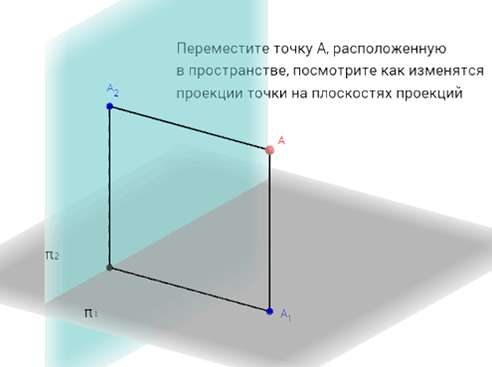 Переместите точку А, расположенную
в пространстве, посмотрите как изменятся
проекции точки на плоскостях проекций
A₂
A
π₂
π₁
A₁